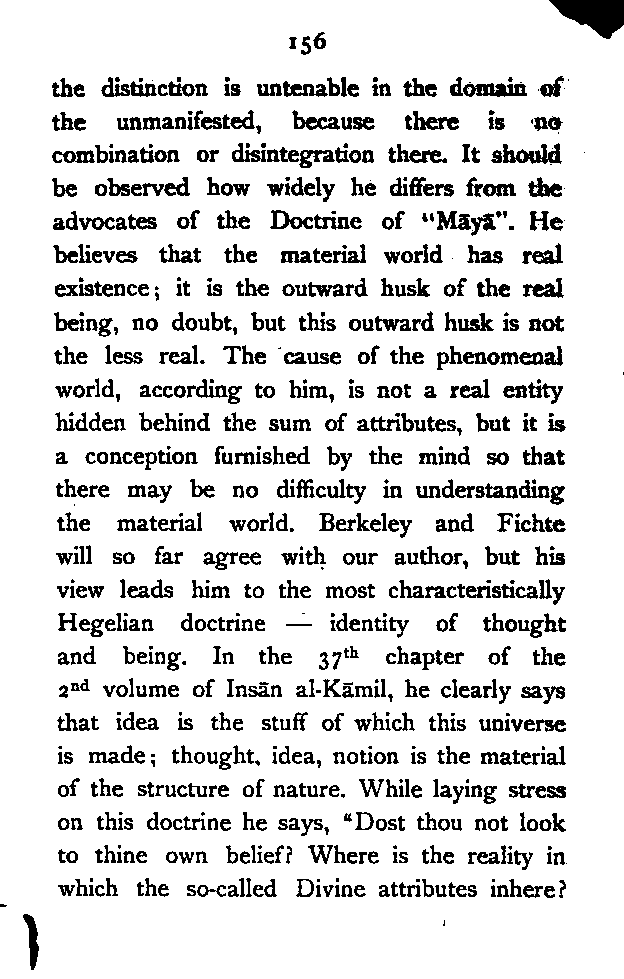 156
the distinction is untenable in the domain of
the unmanifested, because there is no
combination or disintegration there. It should
be observed how widely he differs from the
advocates of the Doctrine of “Māyā”. He
believes that the material world has real
existence; it is the outward husk of the real
being, no doubt, but this outward husk is not
the less real. The cause of the phenomenal
world, according to him, is not a real entity
hidden behind the sum of attributes, but it is
a conception furnished by the mind so that
there may be no difficulty in understanding
the material world. Berkeley and Fichte
will so far agree with our author, but his
view leads him to the most characteristically
Hegelian doctrine — identity of thought
and being. In the 37th chapter of the
2nd volume of Insān al-Kāmil, he clearly says
that idea is the stuff of which this universe
is made; thought, idea, notion is the material
of the structure of nature. While laying stress
on this doctrine he says, “Dost thou not look
to thine own belief? Where is the reality in
which the so-called Divine attributes inhere?